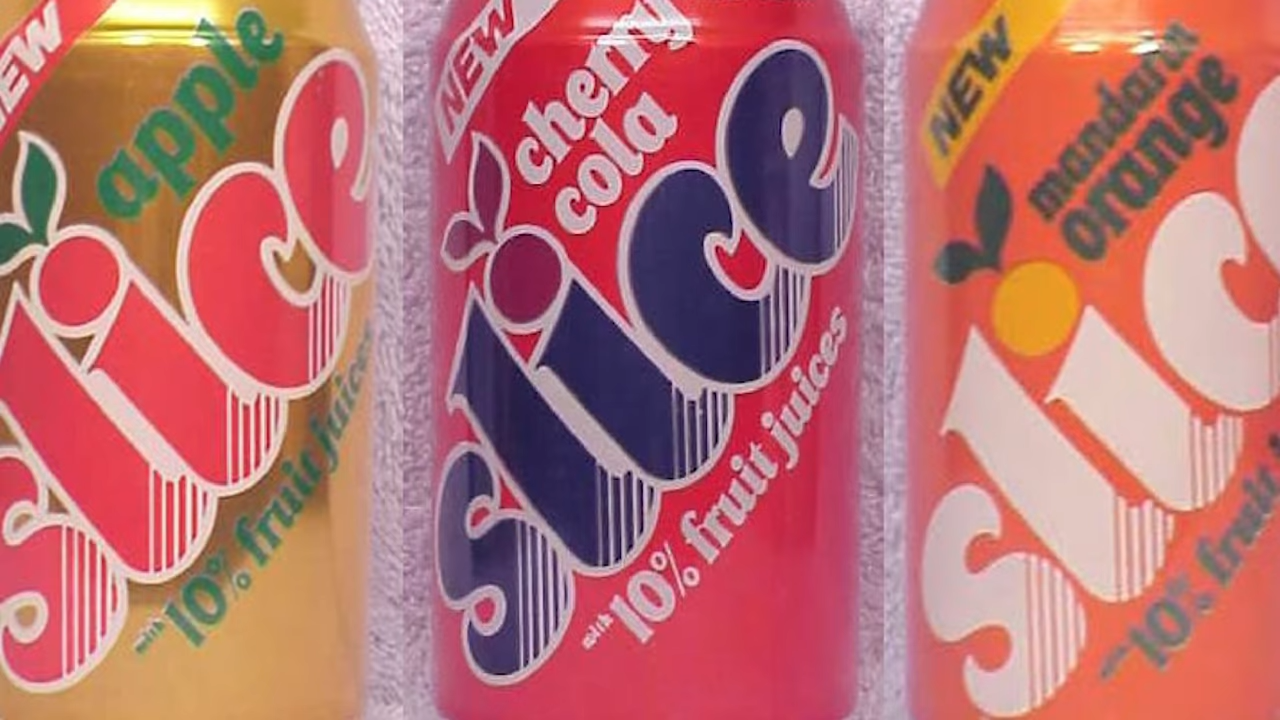 NEW
apple
slice
with 10% fruit juices
NEW
cherry
cola
slice
with 10% fruit juices
NEW
mandarin
orange
slice
10% fruit